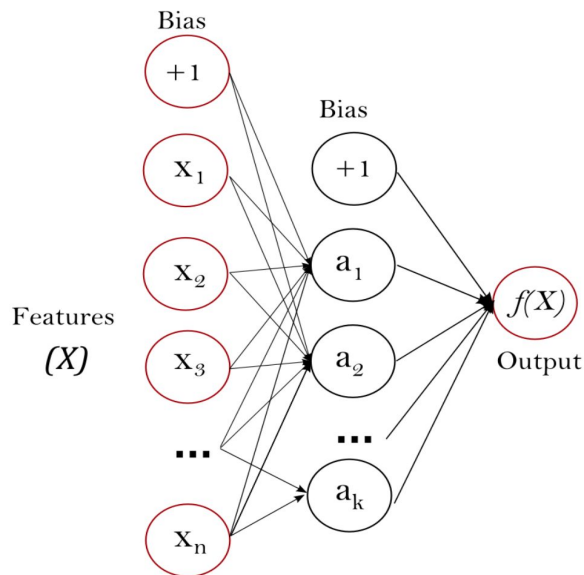 Bias
+1
x₁
x₂
x₃
...
xₙ
Features
(X)
Bias
+1
a₁
a₂
...
aₖ
f(X)
Output